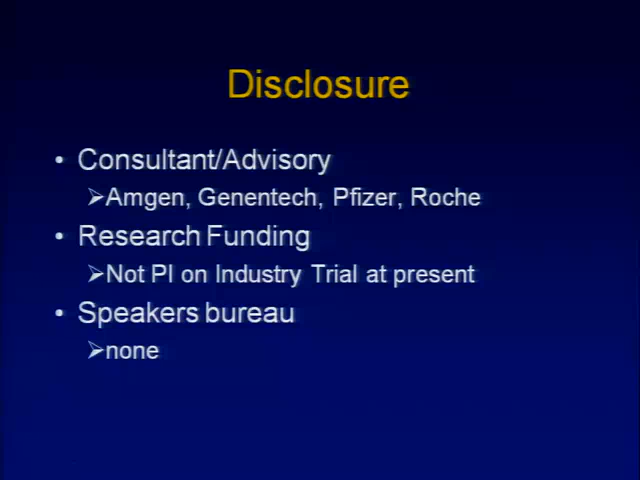 Disclosure
• Consultant/Advisory
➢Amgen, Genentech, Pfizer, Roche
• Research Funding
➢Not PI on Industry Trial at present
• Speakers bureau
➢none